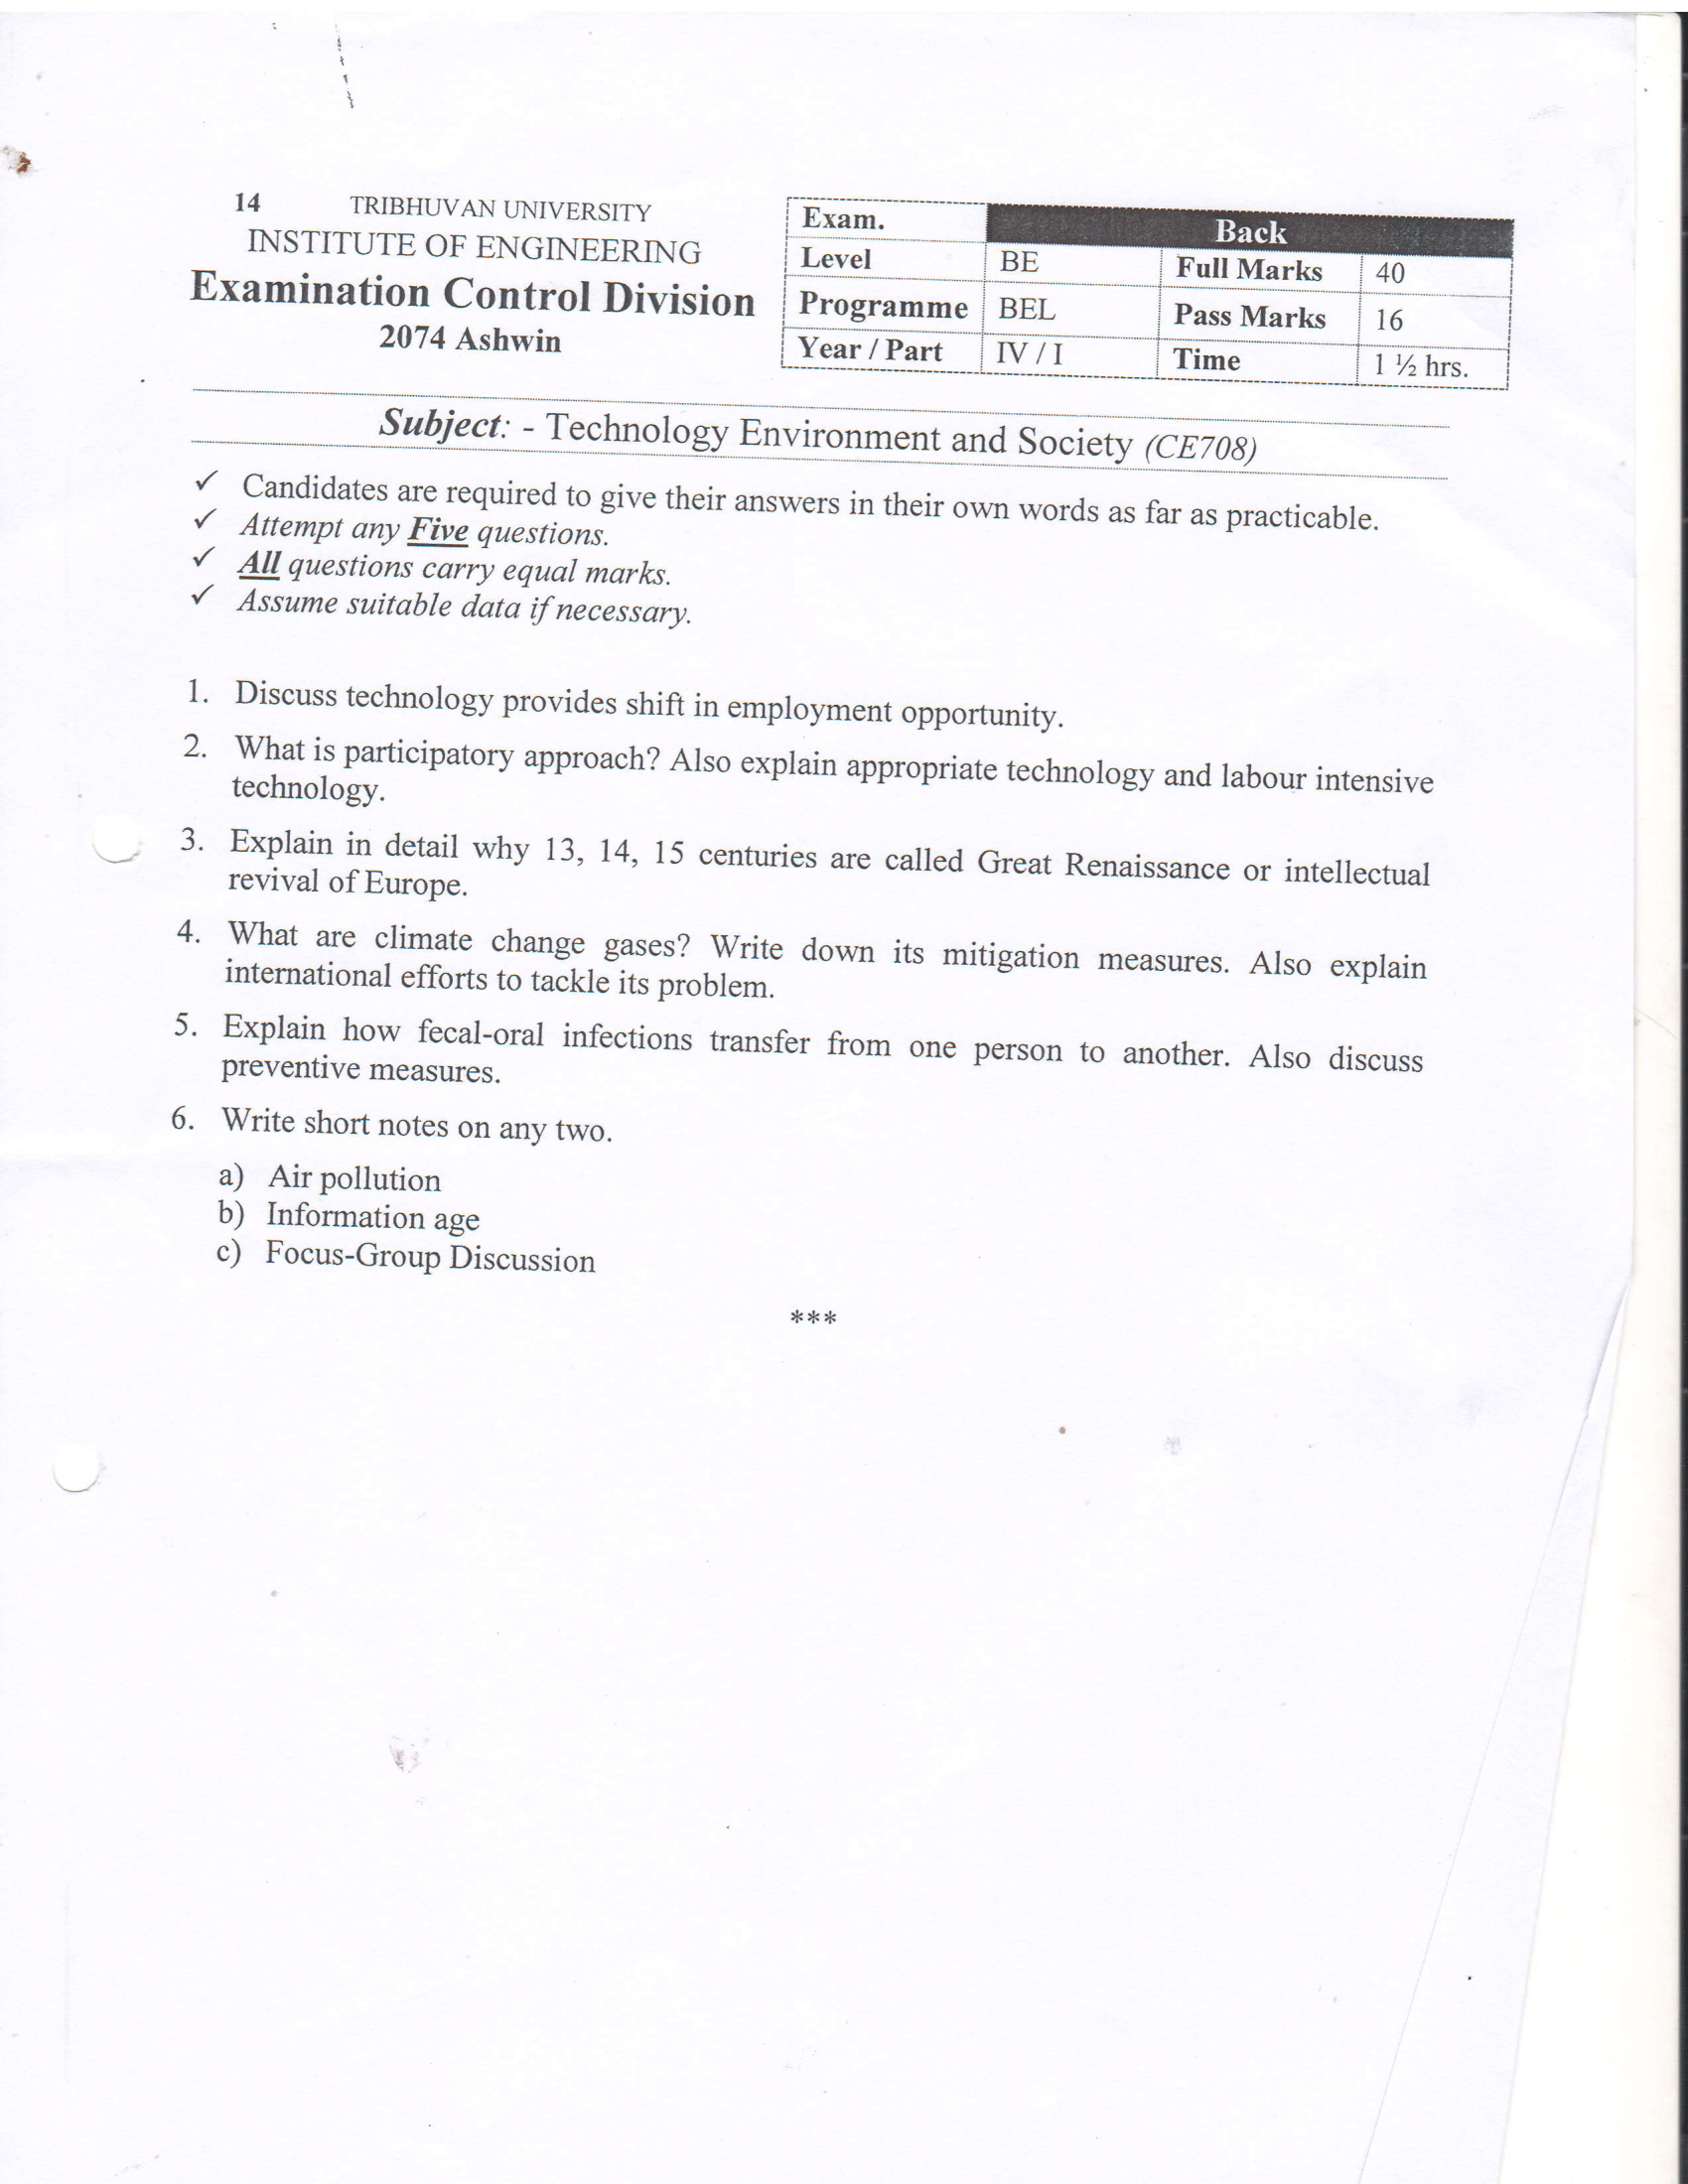 14 TRIBHUVAN UNIVERSITY
INSTITUTE OF ENGINEERING
Examination Control Division
2074 Ashwin
Exam. Back
Level BE Full Marks 40
Programme BEL Pass Marks 16
Year / Part IV / I Time 1 ½ hrs.
Subject: - Technology Environment and Society (CE708)
✓ Candidates are required to give their answers in their own words as far as practicable.
✓ Attempt any Five questions.
✓ All questions carry equal marks.
✓ Assume suitable data if necessary.
1. Discuss technology provides shift in employment opportunity.
2. What is participatory approach? Also explain appropriate technology and labour intensive
technology.
3. Explain in detail why 13, 14, 15 centuries are called Great Renaissance or intellectual
revival of Europe.
4. What are climate change gases? Write down its mitigation measures. Also explain
international efforts to tackle its problem.
5. Explain how fecal-oral infections transfer from one person to another. Also discuss
preventive measures.
6. Write short notes on any two.
a) Air pollution
b) Information age
c) Focus-Group Discussion
***